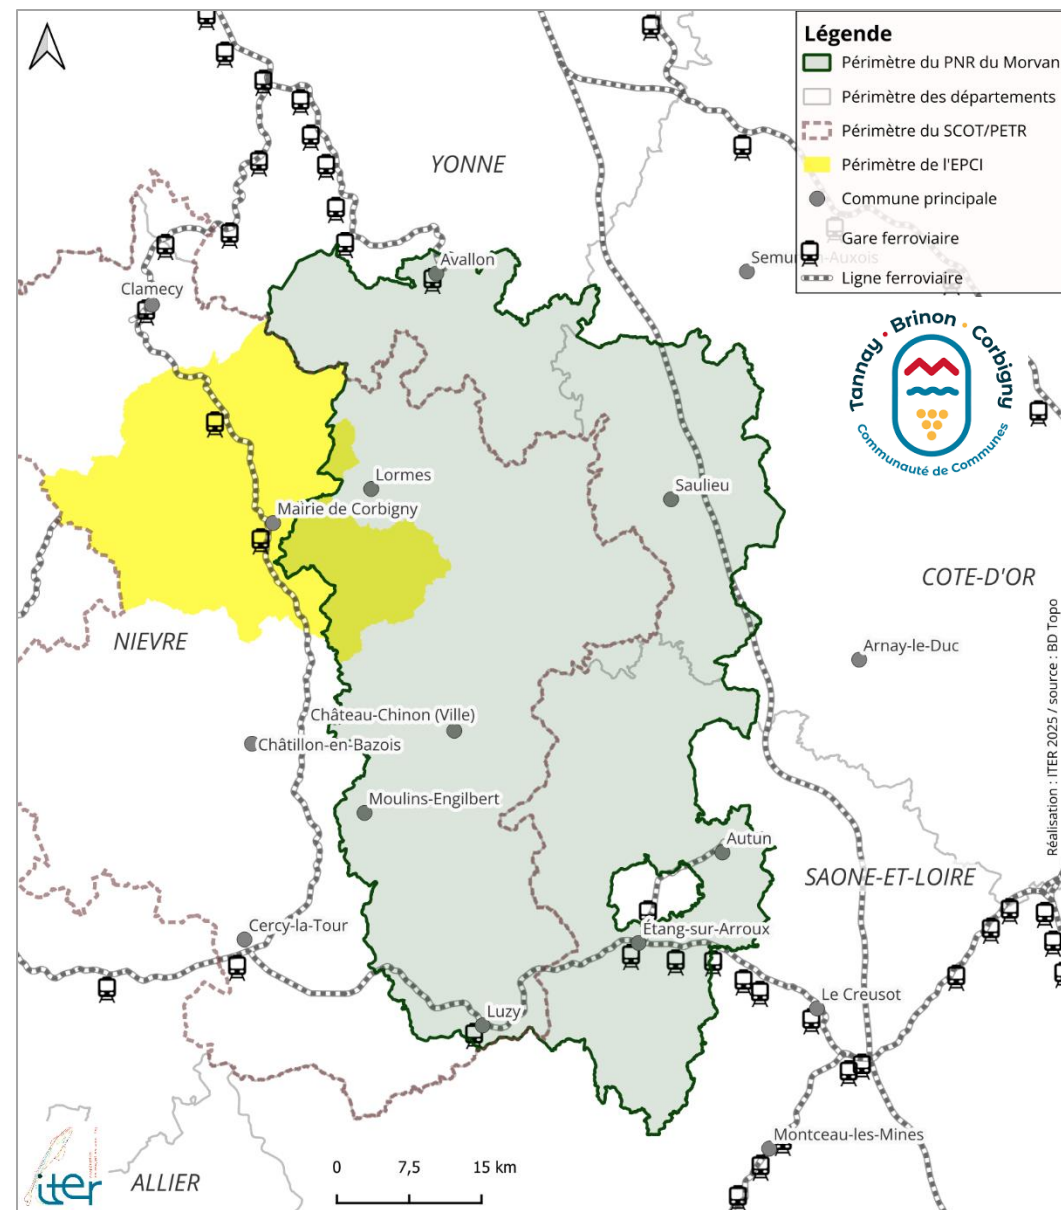 Légende
Périmètre du PNR du Morvan
Périmètre des départements
Périmètre du SCOT/PETR
Périmètre de l'EPCI
Commune principale
Gare ferroviaire
Ligne ferroviaire
YONNE
Avallon
Semur-en-Auxois
Clamecy
Tannay • Brinon • Corbigny
Communauté de Communes
Lormes
Saulieu
Mairie de Corbigny
COTE-D'OR
NIEVRE
Arnay-le-Duc
Réalisation : ITER 2025 / source : BD Topo
Château-Chinon (Ville)
Châtillon-en-Bazois
Moulins-Engilbert
Autun
SAONE-ET-LOIRE
Cercy-la-Tour
Étang-sur-Arroux
Le Creusot
Luzy
Montceau-les-Mines
ALLIER
iter
0 7,5 15 km